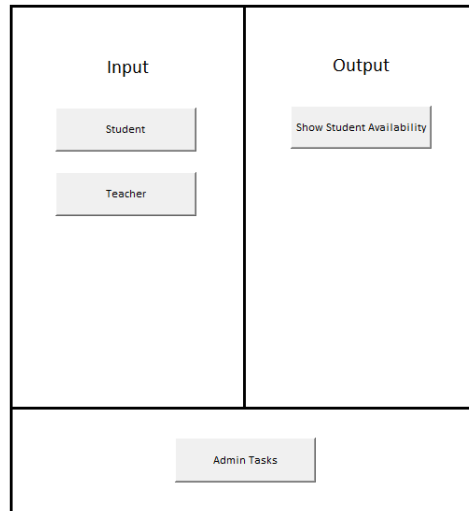 Input
Student
Teacher
Output
Show Student Availability
Admin Tasks